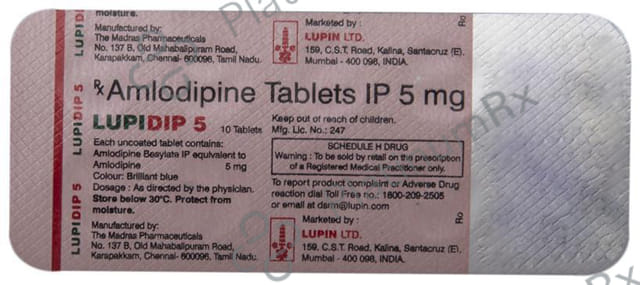 moisture.
Manufactured by:
The Madras Pharmaceuticals
No. 137 B, Old Mahabalipuram Road,
Karapakkam, Chennai- 600096, Tamil Nadu.
Marketed by :
LUPIN LTD.
159, C.S.T. Road, Kalina, Santacruz (E),
Mumbai - 400 098, INDIA.
Rx
LUPIDIP 5
℞ Amlodipine Tablets IP 5 mg
LUPIDIP 5 10 Tablets
Each uncoated tablet contains:
Amlodipine Besylate IP equivalent to
Amlodipine 5 mg
Colour: Brilliant blue
Dosage : As directed by the physician.
Store below 30°C. Protect from
moisture.
Keep out of reach of children.
Mfg. Lic. No.: 247
SCHEDULE H DRUG
Warning : To be sold by retail on the prescription
of a Registered Medical Practitioner only.
To report product complaint or Adverse Drug
reaction dial Toll Free no.: 1800-209-2505
or email at dsrm@lupin.com
LUPIDIP 5
Manufactured by:
The Madras Pharmaceuticals
No. 137 B, Old Mahabalipuram Road,
Karapakkam, Chennai- 600096, Tamil Nadu.
Marketed by :
LUPIN LTD.
159, C.S.T. Road, Kalina, Santacruz (E),
Mumbai - 400 098, INDIA.
Rx
LUPIDIP 5